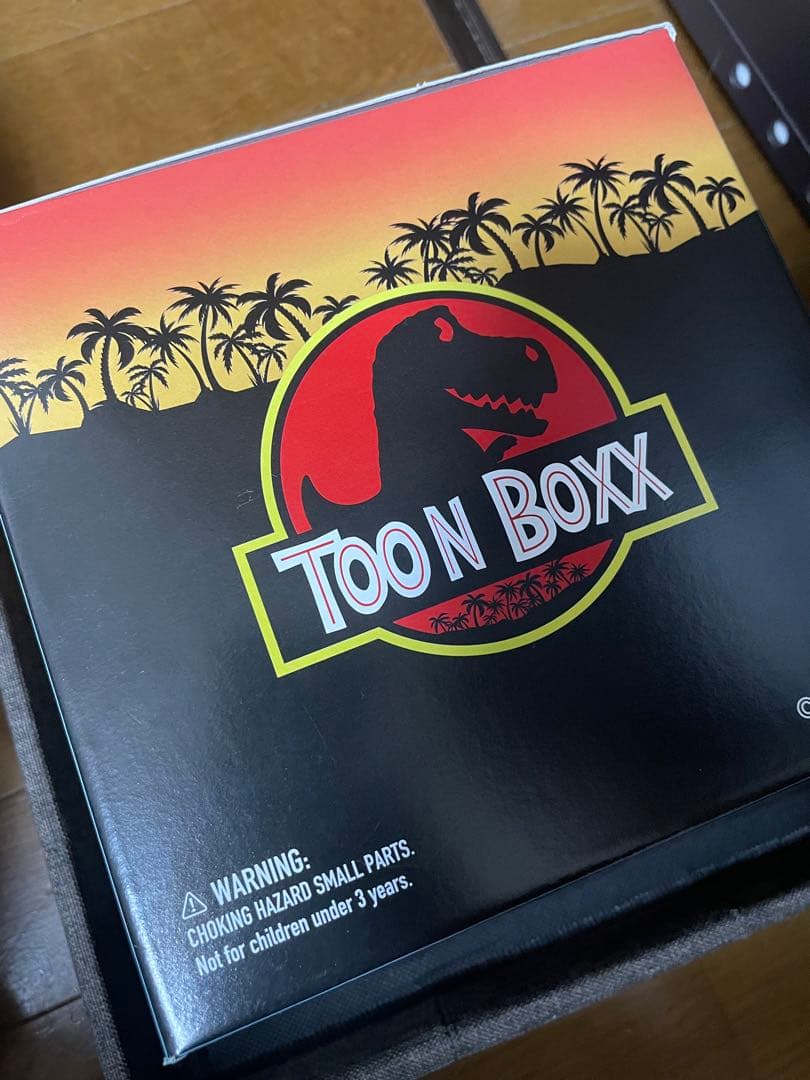 TOON BOXX
©
⚠ WARNING:
CHOKING HAZARD SMALL PARTS.
Not for children under 3 years.